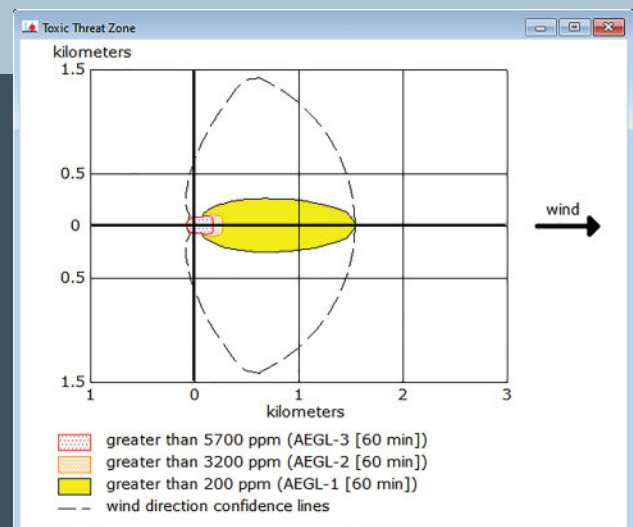 Toxic Threat Zone
kilometers
1.5
0.5
0
0.5
1.5
wind
1 0 1 2 3
kilometers
greater than 5700 ppm (AEGL-3 [60 min])
greater than 3200 ppm (AEGL-2 [60 min])
greater than 200 ppm (AEGL-1 [60 min])
wind direction confidence lines